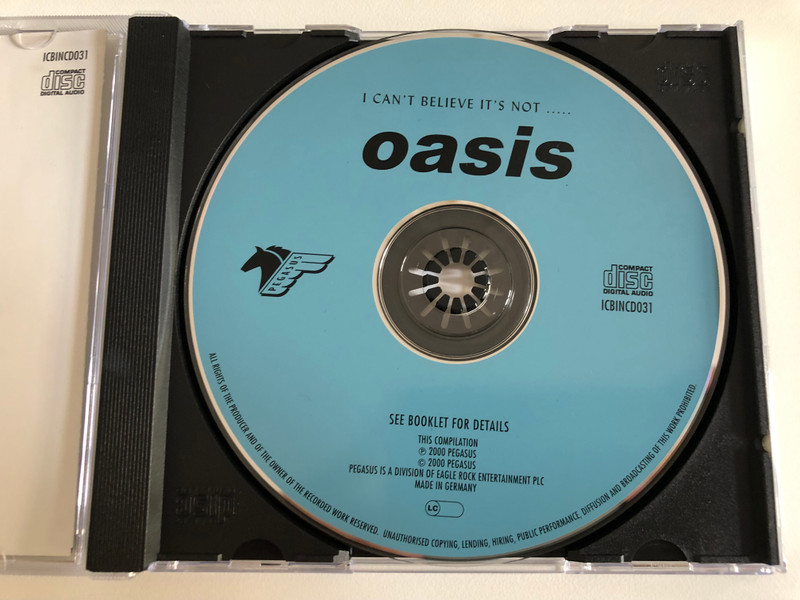 ICBINCD031
COMPACT
disc
DIGITAL AUDIO
I CAN'T BELIEVE IT'S NOT .....
oasis
PEGASUS
COMPACT
disc
DIGITAL AUDIO
ICBINCD031
SEE BOOKLET FOR DETAILS
THIS COMPILATION
℗ 2000 PEGASUS
© 2000 PEGASUS
PEGASUS IS A DIVISION OF EAGLE ROCK ENTERTAINMENT PLC
MADE IN GERMANY
LC
ALL RIGHTS OF THE PRODUCER AND OF THE OWNER OF THE RECORDED WORK RESERVED. UNAUTHORISED COPYING, LENDING, HIRING, PUBLIC PERFORMANCE, DIFFUSION AND BROADCASTING OF THIS WORK PROHIBITED.